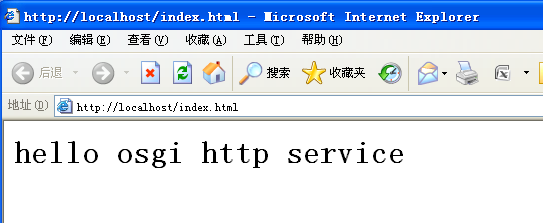 http://localhost/index.html - Microsoft Internet Explorer
文件(F) 编辑(E) 查看(V) 收藏(A) 工具(T) 帮助(H)
后退 搜索 收藏夹
地址(D) http://localhost/index.html
hello osgi http service